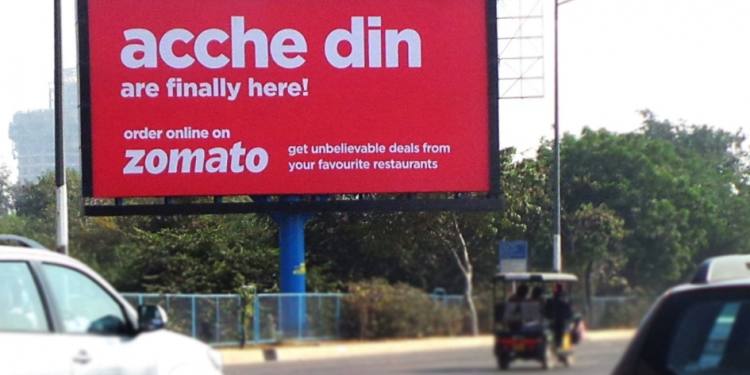 acche din
are finally here!
order online on
zomato
get unbelievable deals from
your favourite restaurants